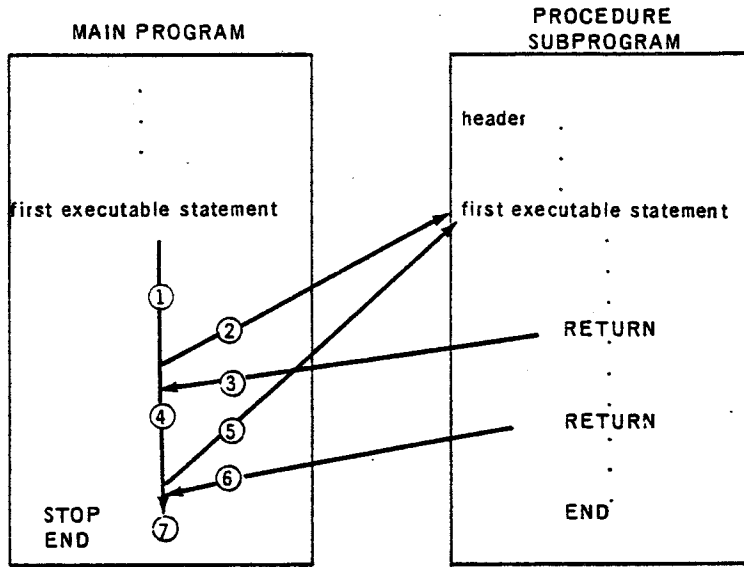 MAIN PROGRAM
PROCEDURE
SUBPROGRAM
header
first executable statement
first executable statement
1
2
RETURN
3
4
5
RETURN
6
STOP
END
7
END